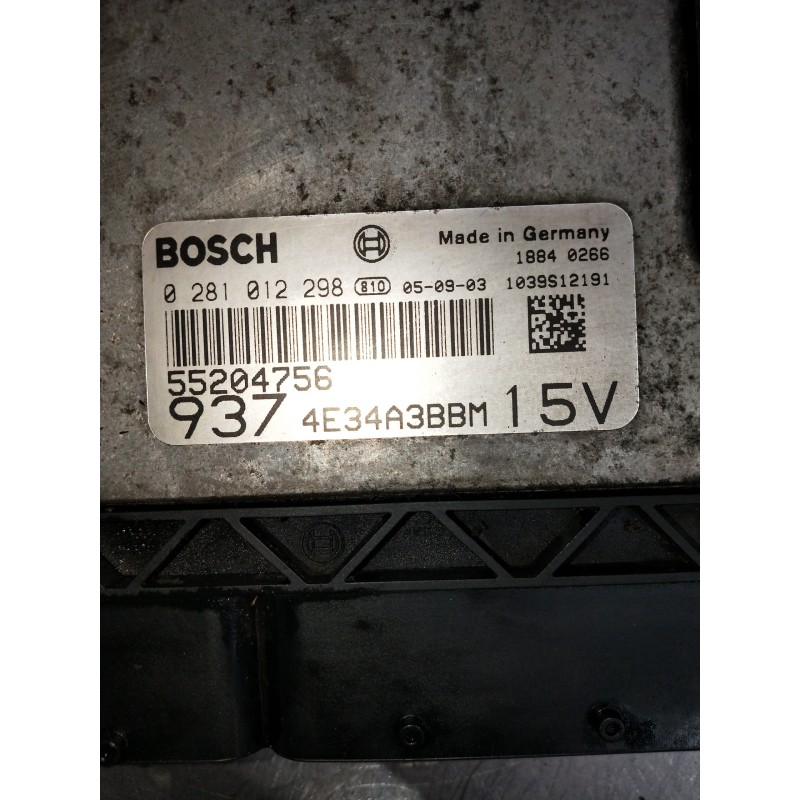 BOSCH
Made in Germany
1884 0266
0 281 012 298 810 05-09-03 1039S12191
55204756
937 4E34A3BBM 15V